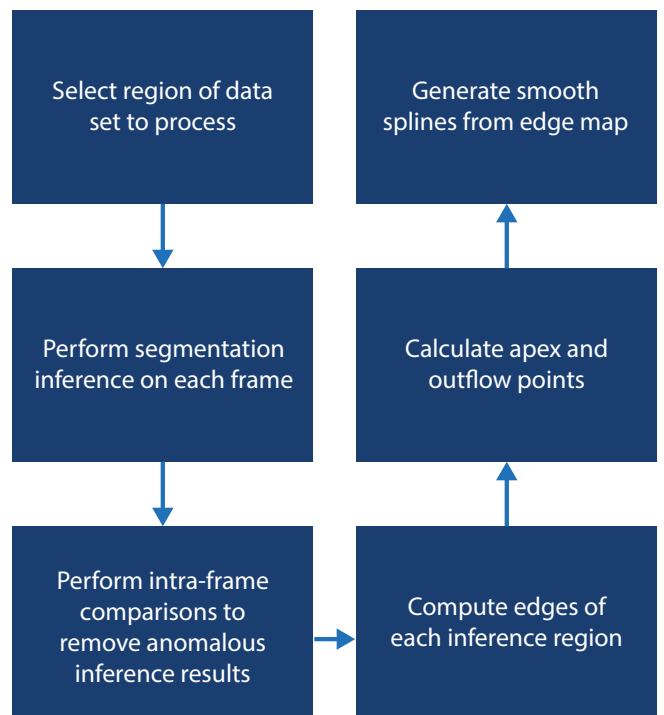 Select region of data
set to process
Perform segmentation
inference on each frame
Perform intra-frame
comparisons to
remove anomalous
inference results
Compute edges of
each inference region
Calculate apex and
outflow points
Generate smooth
splines from edge map